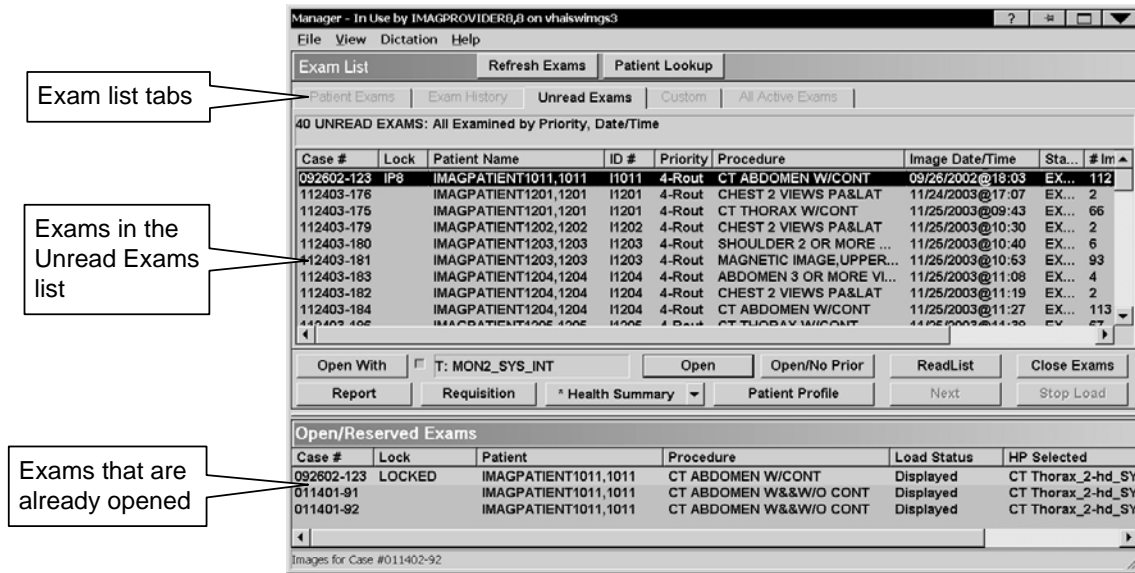 Manager - In Use by IMAGPROVIDER8,8 on vhaiswimgs3 ?
File View Dictation Help
Exam List Refresh Exams Patient Lookup
Exam list tabs
Patient Exams Exam History Unread Exams Custom All Active Exams
40 UNREAD EXAMS: All Examined by Priority, Date/Time
Case # Lock Patient Name ID # Priority Procedure Image Date/Time Sta... # Im
092602-123 IP8 IMAGPATIENT1011,1011 I1011 4-Rout CT ABDOMEN W/CONT 09/26/2002@18:03 EX... 112
112403-176 IMAGPATIENT1201,1201 I1201 4-Rout CHEST 2 VIEWS PA&LAT 11/24/2003@17:07 EX... 2
112403-175 IMAGPATIENT1201,1201 I1201 4-Rout CT THORAX W/CONT 11/25/2003@09:43 EX... 66
112403-179 IMAGPATIENT1202,1202 I1202 4-Rout CHEST 2 VIEWS PA&LAT 11/25/2003@10:30 EX... 2
112403-180 IMAGPATIENT1203,1203 I1203 4-Rout SHOULDER 2 OR MORE ... 11/25/2003@10:40 EX... 6
112403-181 IMAGPATIENT1203,1203 I1203 4-Rout MAGNETIC IMAGE,UPPER... 11/25/2003@10:53 EX... 93
112403-183 IMAGPATIENT1204,1204 I1204 4-Rout ABDOMEN 3 OR MORE VI... 11/25/2003@11:08 EX... 4
112403-182 IMAGPATIENT1204,1204 I1204 4-Rout CHEST 2 VIEWS PA&LAT 11/25/2003@11:19 EX... 2
112403-184 IMAGPATIENT1204,1204 I1204 4-Rout CT ABDOMEN W/CONT 11/25/2003@11:27 EX... 113
IMAGPATIENT1205,1205 I1205 4-Rout CT THORAX W/CONT
Exams in the
Unread Exams
list
Open With T: MON2_SYS_INT Open Open/No Prior ReadList Close Exams
Report Requisition * Health Summary Patient Profile Next Stop Load
Open/Reserved Exams
Case # Lock Patient Procedure Load Status HP Selected
092602-123 LOCKED IMAGPATIENT1011,1011 CT ABDOMEN W/CONT Displayed CT Thorax_2-hd_SY
011401-91 IMAGPATIENT1011,1011 CT ABDOMEN W&&W/O CONT Displayed CT Thorax_2-hd_SY
011401-92 IMAGPATIENT1011,1011 CT ABDOMEN W&&W/O CONT Displayed CT Thorax_2-hd_SY
Exams that are
already opened
Images for Case #011402-92